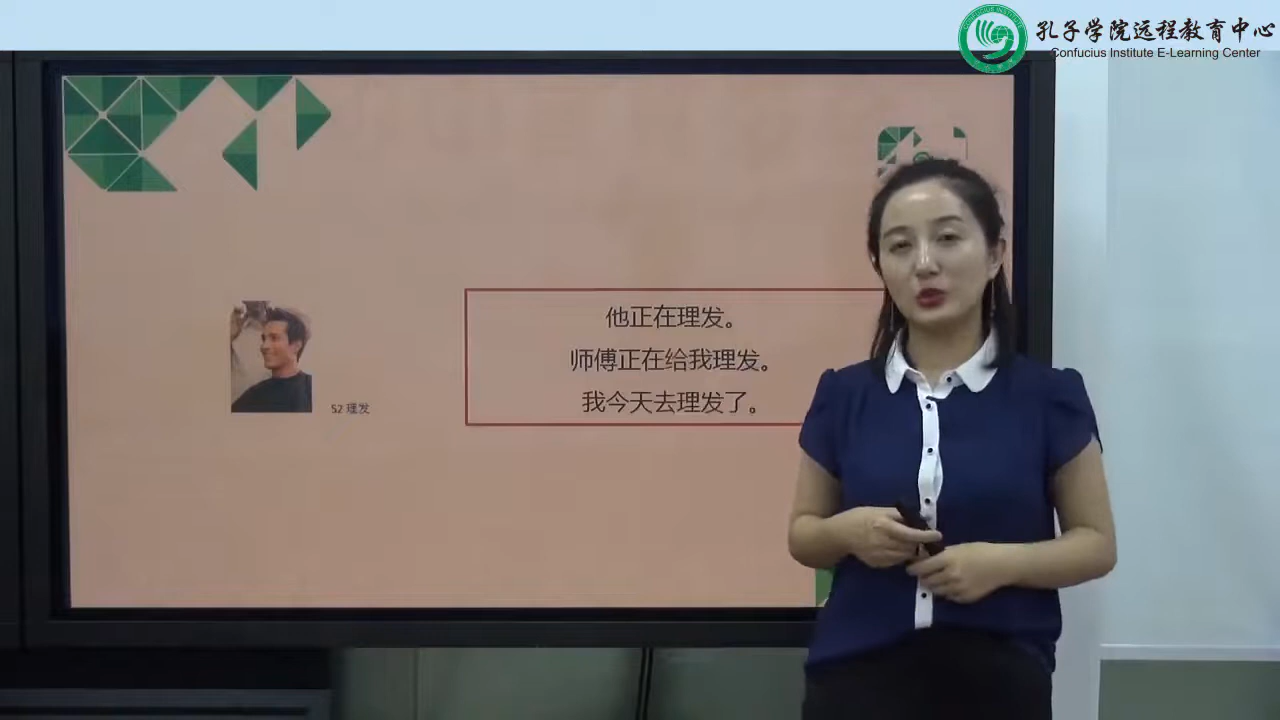 孔子学院远程教育中心
Confucius Institute E-Learning Center
他正在理发。
师傅正在给我理发。
52 理发
我今天去理发了。